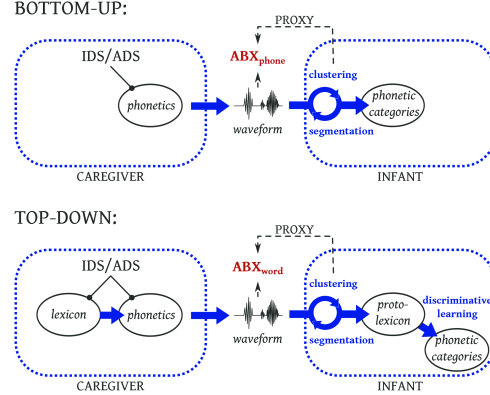 BOTTOM-UP:
PROXY
IDS/ADS
ABXphone
clustering
phonetics
phonetic
categories
waveform
segmentation
CAREGIVER
INFANT
TOP-DOWN:
PROXY
IDS/ADS
ABXword
clustering
discriminative
learning
lexicon
phonetics
proto-
lexicon
waveform
segmentation
phonetic
categories
CAREGIVER
INFANT